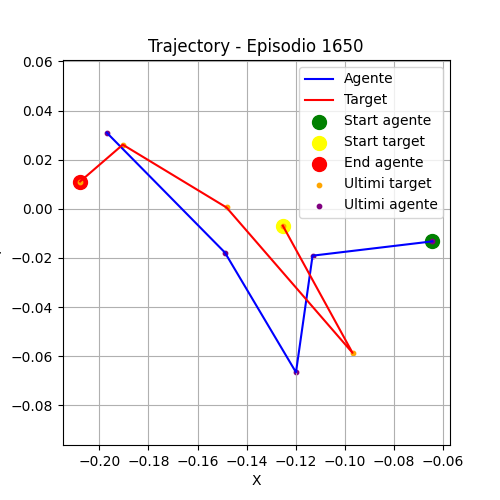 Trajectory - Episodio 1650
0.06
0.04
0.02
0.00
−0.02
−0.04
−0.06
−0.08
Agente
Target
Start agente
Start target
End agente
Ultimi target
Ultimi agente
−0.20 −0.18 −0.16 −0.14 −0.12 −0.10 −0.08 −0.06
X